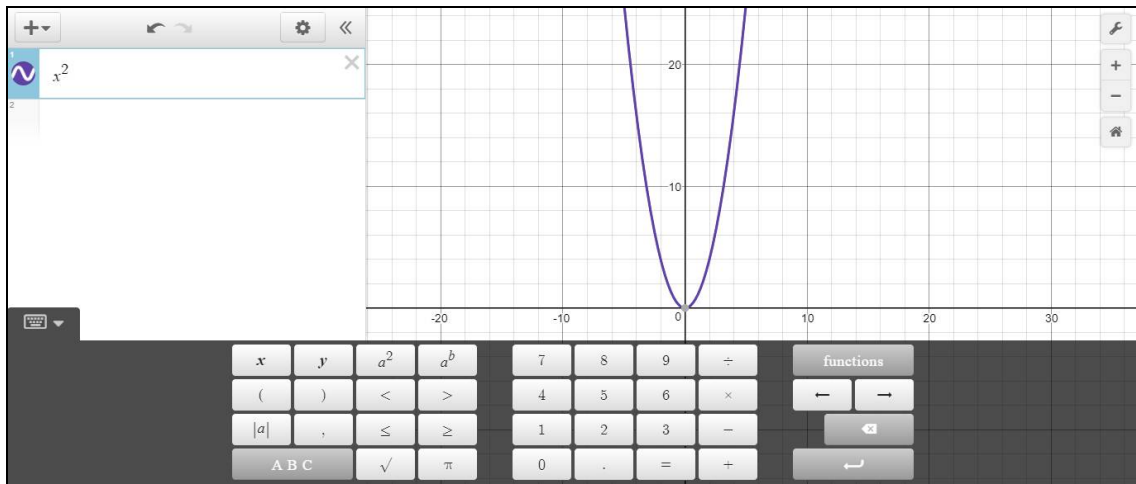 1
x²
2
20
10
-20 -10 0 10 20 30
x y a² aᵇ 7 8 9 ÷ functions
( ) < > 4 5 6 × ← →
|a| , ≤ ≥ 1 2 3 −
A B C √ π 0 . = +